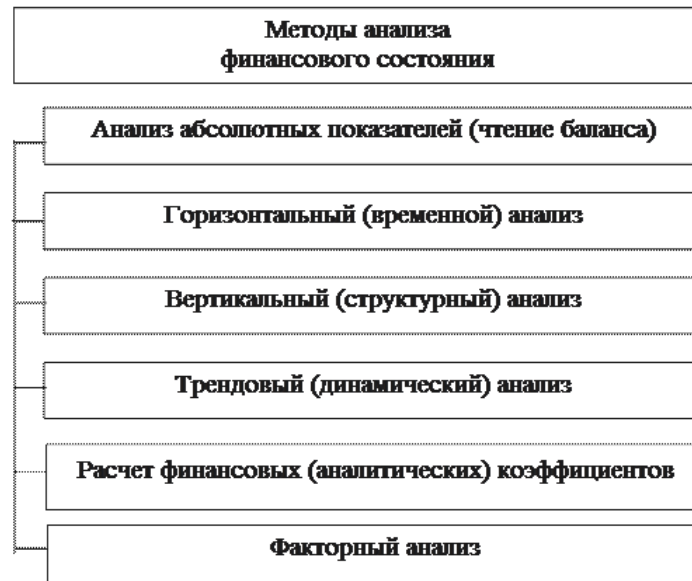 Методы анализа
финансового состояния
Анализ абсолютных показателей (чтение баланса)
Горизонтальный (временной) анализ
Вертикальный (структурный) анализ
Трендовый (динамический) анализ
Расчет финансовых (аналитических) коэффициентов
Факторный анализ